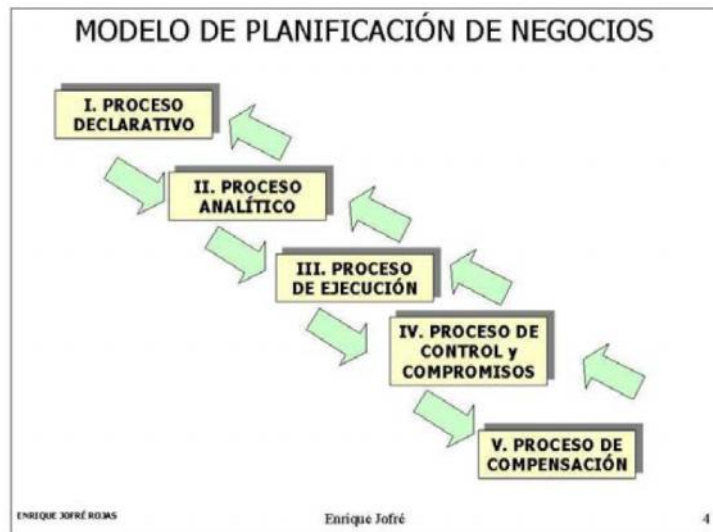 MODELO DE PLANIFICACIÓN DE NEGOCIOS
I. PROCESO
DECLARATIVO
II. PROCESO
ANALÍTICO
III. PROCESO
DE EJECUCIÓN
IV. PROCESO DE
CONTROL y
COMPROMISOS
V. PROCESO DE
COMPENSACIÓN
ENRIQUE JOFRÉ ROJAS
Enrique Jofré
4